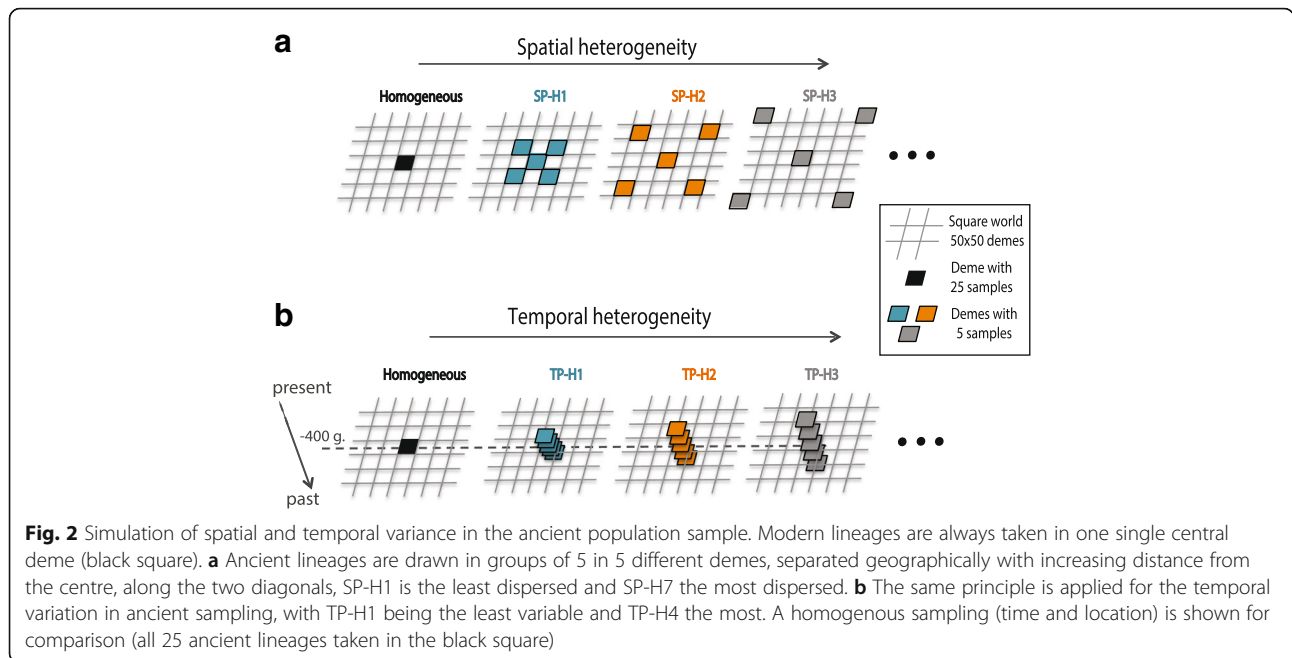 a
Spatial heterogeneity
Homogeneous SP-H1 SP-H2 SP-H3
Square world
50x50 demes
Deme with
25 samples
Demes with
5 samples
b
Temporal heterogeneity
Homogeneous TP-H1 TP-H2 TP-H3
present
-400 g.
past
Fig. 2 Simulation of spatial and temporal variance in the ancient population sample. Modern lineages are always taken in one single central
deme (black square). a Ancient lineages are drawn in groups of 5 in 5 different demes, separated geographically with increasing distance from
the centre, along the two diagonals, SP-H1 is the least dispersed and SP-H7 the most dispersed. b The same principle is applied for the temporal
variation in ancient sampling, with TP-H1 being the least variable and TP-H4 the most. A homogenous sampling (time and location) is shown for
comparison (all 25 ancient lineages taken in the black square)